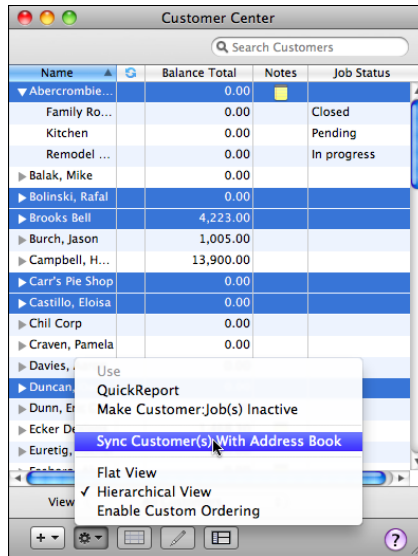 Customer Center
Search Customers
Name Balance Total Notes Job Status
Abercrombie... 0.00
Family Ro... 0.00 Closed
Kitchen 0.00 Pending
Remodel ... 0.00 In progress
Balak, Mike 0.00
Bolinski, Rafal 0.00
Brooks Bell 4,223.00
Burch, Jason 1,005.00
Campbell, H... 13,900.00
Carr's Pie Shop 0.00
Castillo, Eloisa 0.00
Chil Corp 0.00
Craven, Pamela 0.00
Davies,
Duncan,
Dunn,
Ecker
Euretig,
Use
QuickReport
Make Customer:Job(s) Inactive
Sync Customer(s) With Address Book
Flat View
✓ Hierarchical View
Enable Custom Ordering
View
+
?